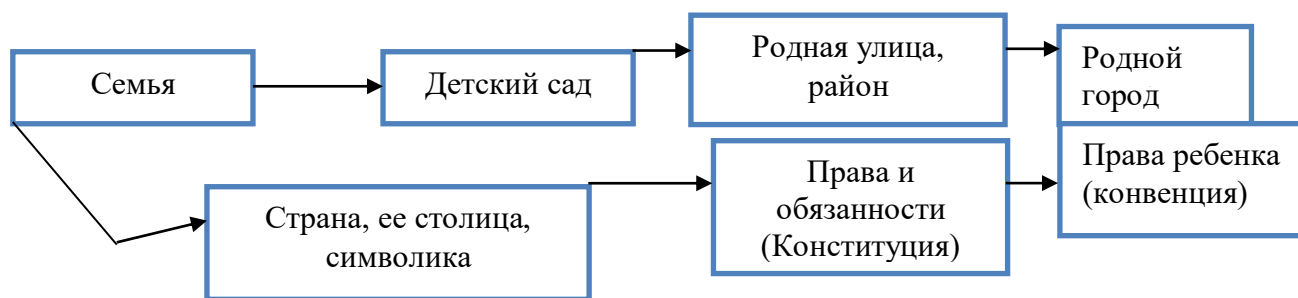 Семья
Детский сад
Родная улица,
район
Родной
город
Страна, ее столица,
символика
Права и
обязанности
(Конституция)
Права ребенка
(конвенция)